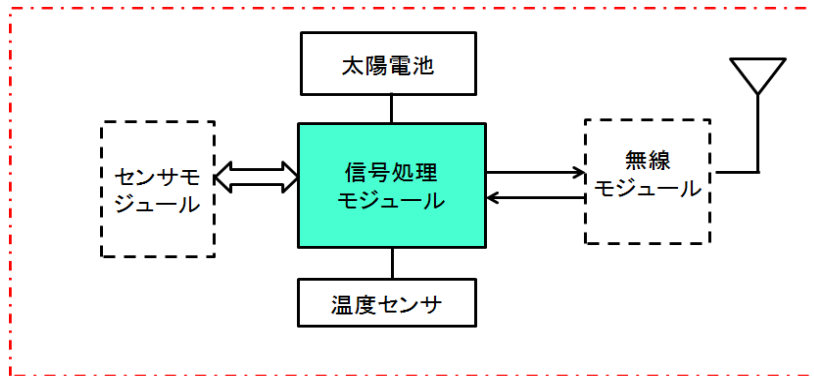 太陽電池
センサモ
ジュール
信号処理
モジュール
無線
モジュール
温度センサ